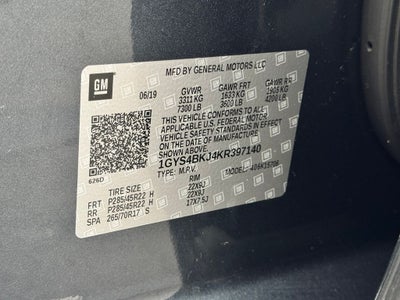 MFD BY GENERAL MOTORS LLC
GM
06/19 GVWR GAWR FRT GAWR RR
3311 KG 1633 KG 1905 KG
7300 LB 3600 LB 4200 LB
THIS VEHICLE CONFORMS TO ALL
APPLICABLE U.S. FEDERAL MOTOR
VEHICLE SAFETY STANDARDS IN
EFFECT ON THE DATE OF
MANUFACTURE SHOWN ABOVE.
1GYS4BKJ4KR397140
626D TYPE: M.P.V. MODEL:
TIRE SIZE RIM
FRT P285/45R22 H 22X9J
RR P285/45R22 H 22X9J
SPA 265/70R17 S 17X7.5J